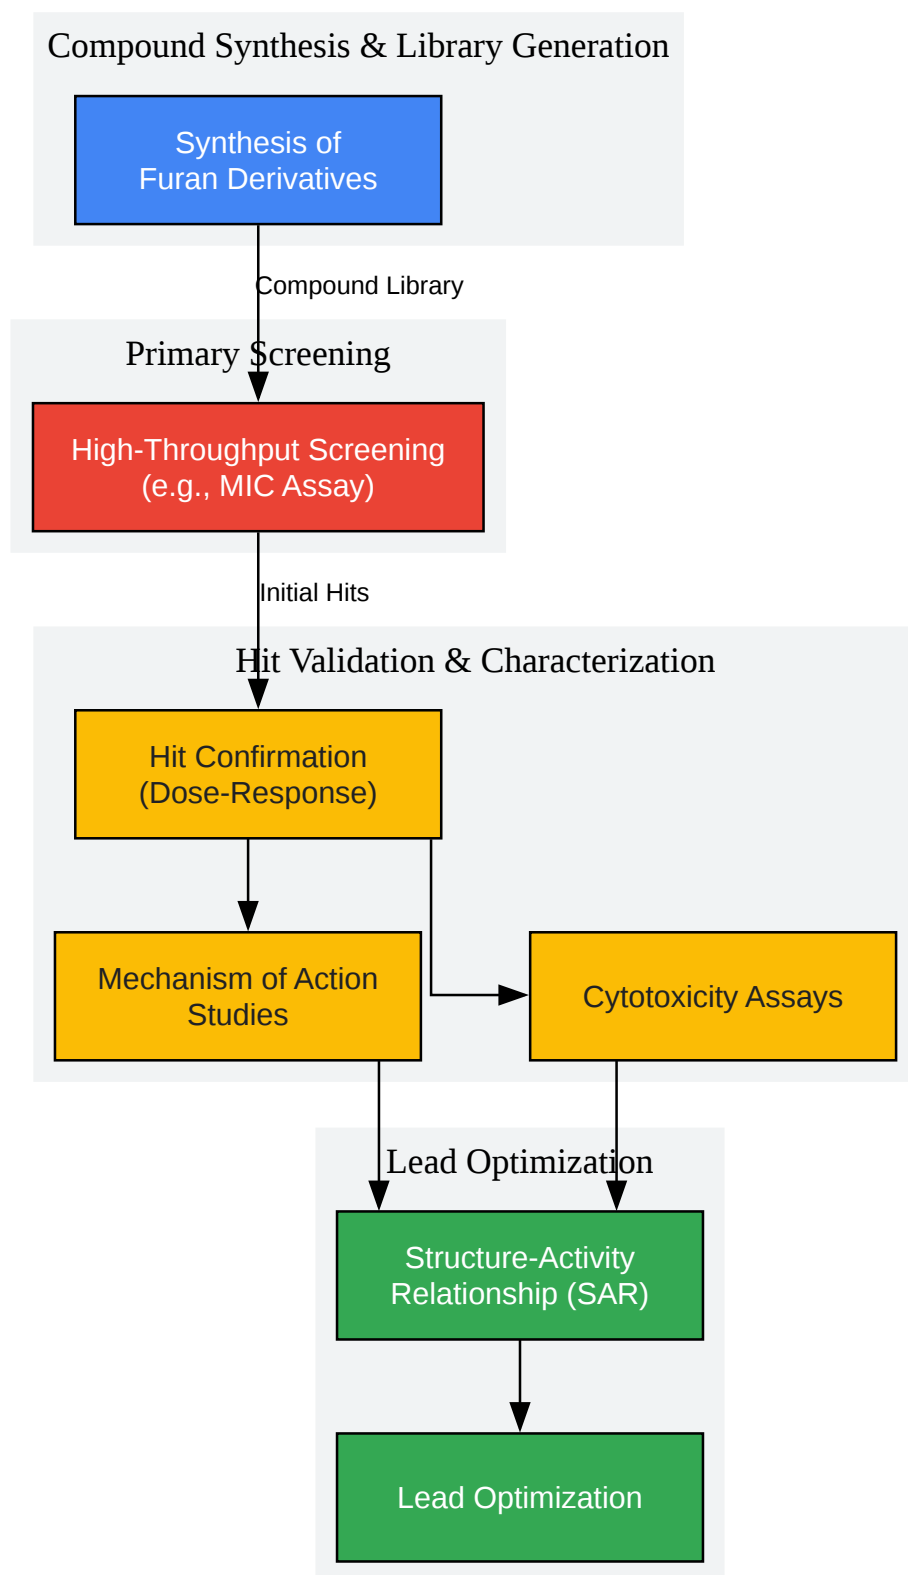 Compound Synthesis & Library Generation
Synthesis of
Furan Derivatives
Compound Library
Primary Screening
High-Throughput Screening
(e.g., MIC Assay)
Initial Hits
Hit Validation & Characterization
Hit Confirmation
(Dose-Response)
Mechanism of Action
Studies
Cytotoxicity Assays
Lead Optimization
Structure-Activity
Relationship (SAR)
Lead Optimization